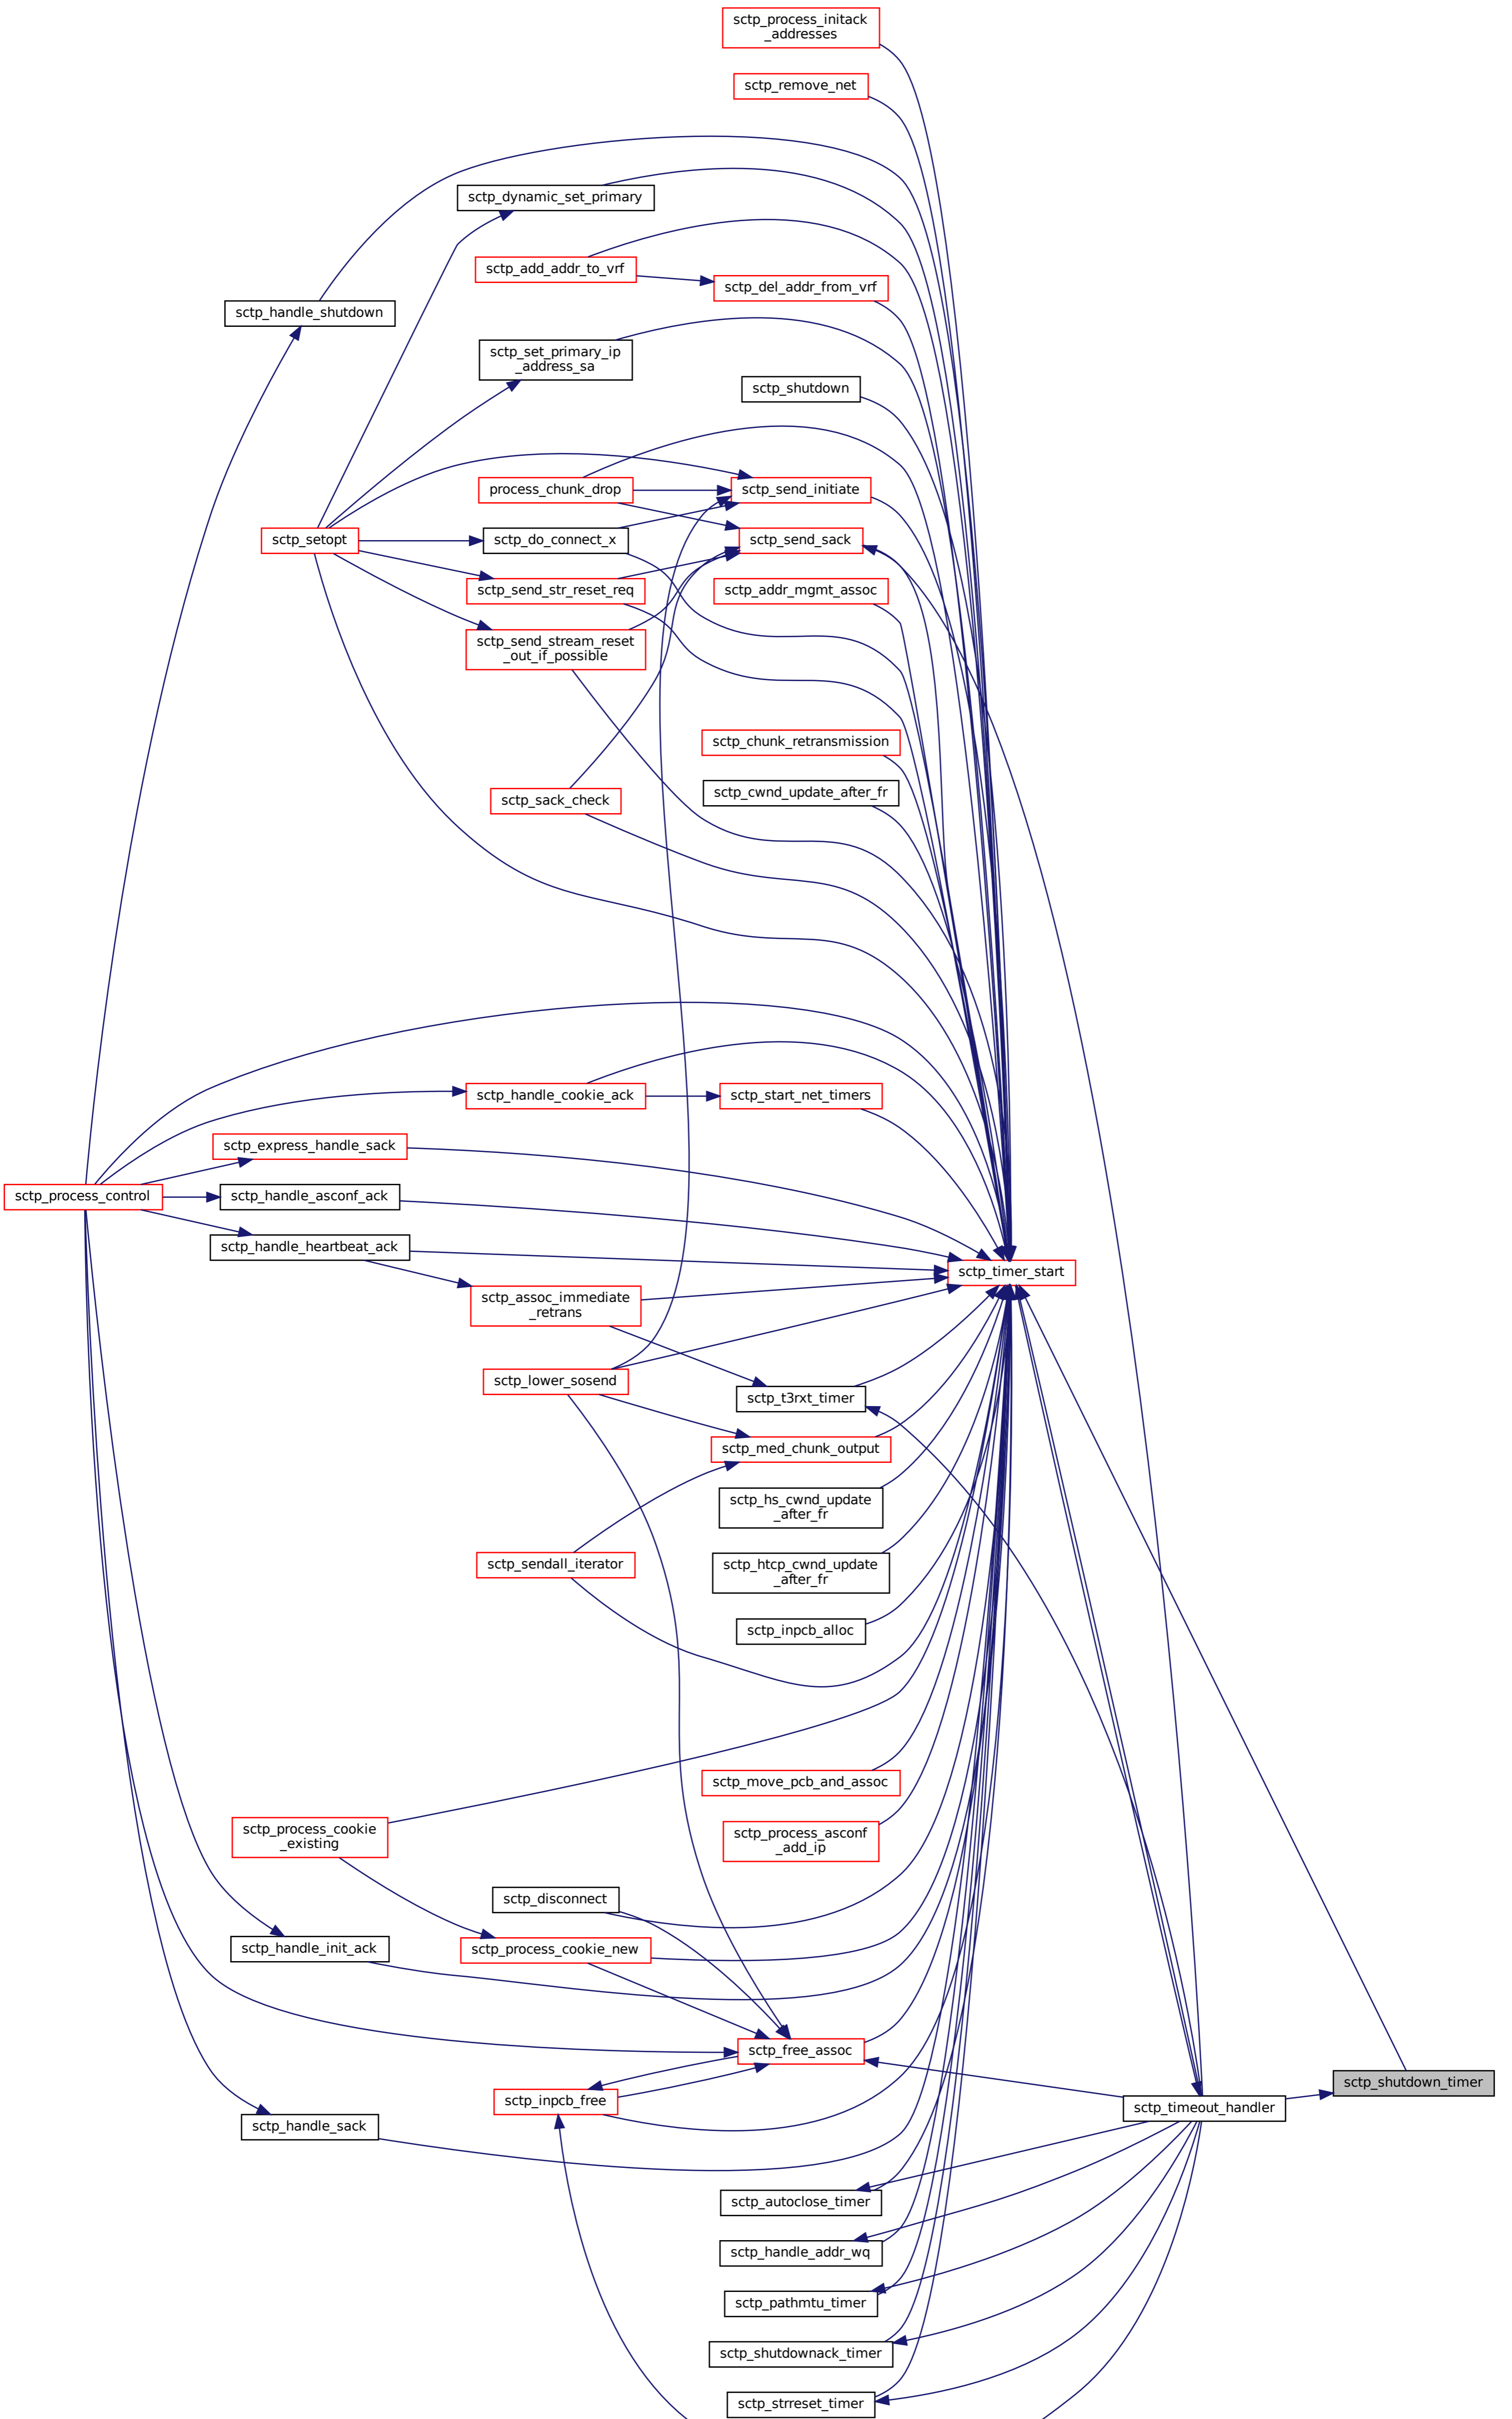 sctp_process_initack
_addresses
sctp_remove_net
sctp_dynamic_set_primary
sctp_add_addr_to_vrf
sctp_del_addr_from_vrf
sctp_handle_shutdown
sctp_set_primary_ip
_address_sa
sctp_shutdown
process_chunk_drop
sctp_send_initiate
sctp_setopt
sctp_do_connect_x
sctp_send_sack
sctp_send_str_reset_req
sctp_addr_mgmt_assoc
sctp_send_stream_reset
_out_if_possible
sctp_chunk_retransmission
sctp_cwnd_update_after_fr
sctp_sack_check
sctp_handle_cookie_ack
sctp_start_net_timers
sctp_express_handle_sack
sctp_process_control
sctp_handle_asconf_ack
sctp_handle_heartbeat_ack
sctp_timer_start
sctp_assoc_immediate
_retrans
sctp_lower_sosend
sctp_t3rxt_timer
sctp_med_chunk_output
sctp_hs_cwnd_update
_after_fr
sctp_sendall_iterator
sctp_htcp_cwnd_update
_after_fr
sctp_inpcb_alloc
sctp_move_pcb_and_assoc
sctp_process_cookie
_existing
sctp_process_asconf
_add_ip
sctp_disconnect
sctp_handle_init_ack
sctp_process_cookie_new
sctp_free_assoc
sctp_shutdown_timer
sctp_inpcb_free
sctp_timeout_handler
sctp_handle_sack
sctp_autoclose_timer
sctp_handle_addr_wq
sctp_pathmtu_timer
sctp_shutdownack_timer
sctp_strreset_timer